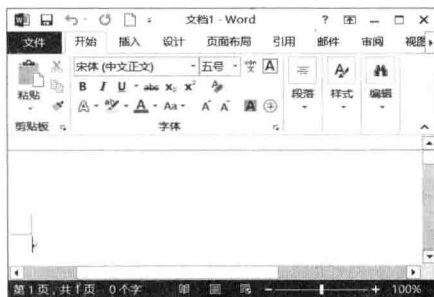 文档1 - Word
文件 开始 插入 设计 页面布局 引用 邮件 审阅 视图
宋体 (中文正文) 五号 wén 文 A
B I U abc X₂ X²
A A Aa A A A 字
粘贴 段落 样式 编辑
剪贴板 字体
第1页，共1页 0个字 100%